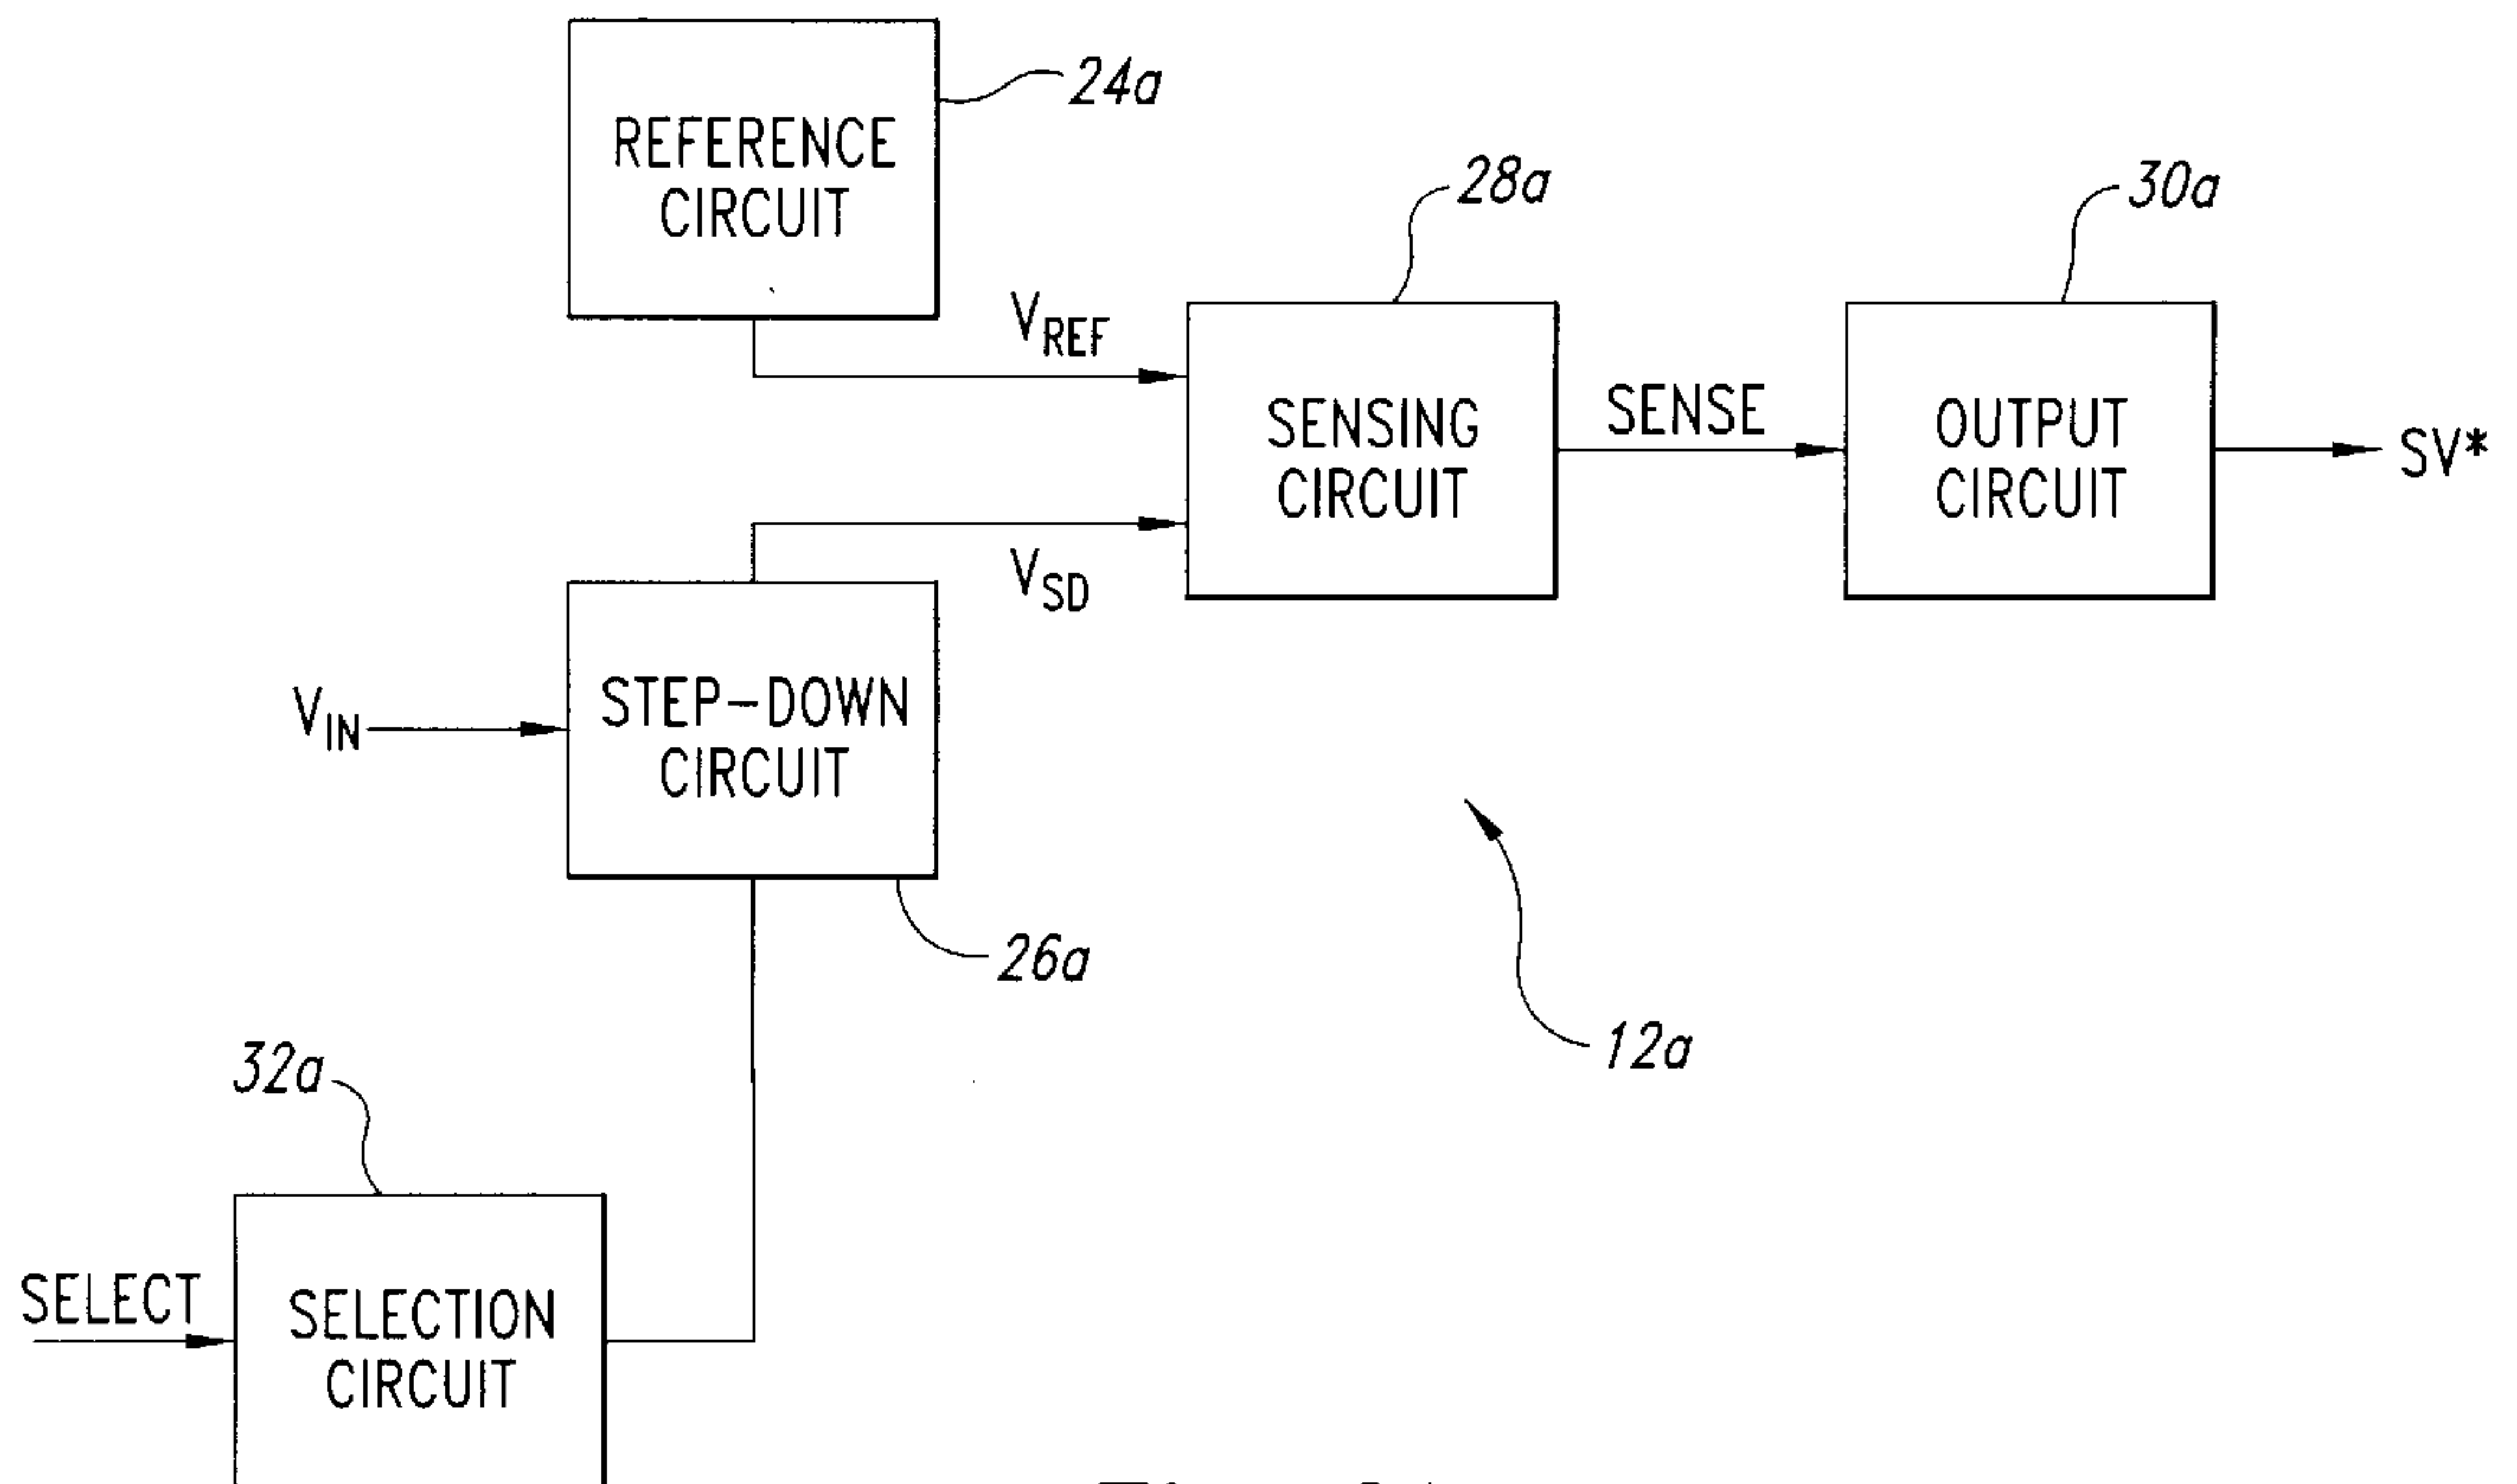 24a
REFERENCE
CIRCUIT
28a
30a
VREF
SENSING
CIRCUIT
SENSE
OUTPUT
CIRCUIT
SV*
VSD
VIN
STEP-DOWN
CIRCUIT
26a
12a
32a
SELECT
SELECTION
CIRCUIT